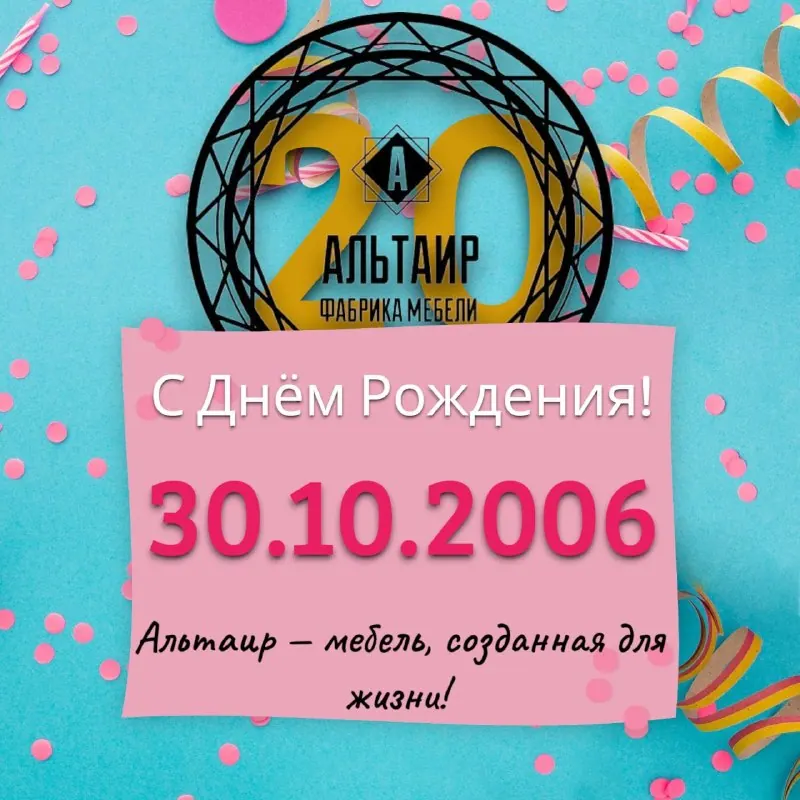 20
А
АЛЬТАИР
ФАБРИКА МЕБЕЛИ
С Днём Рождения!
30.10.2006
Альтаир – мебель, созданная для
жизни!